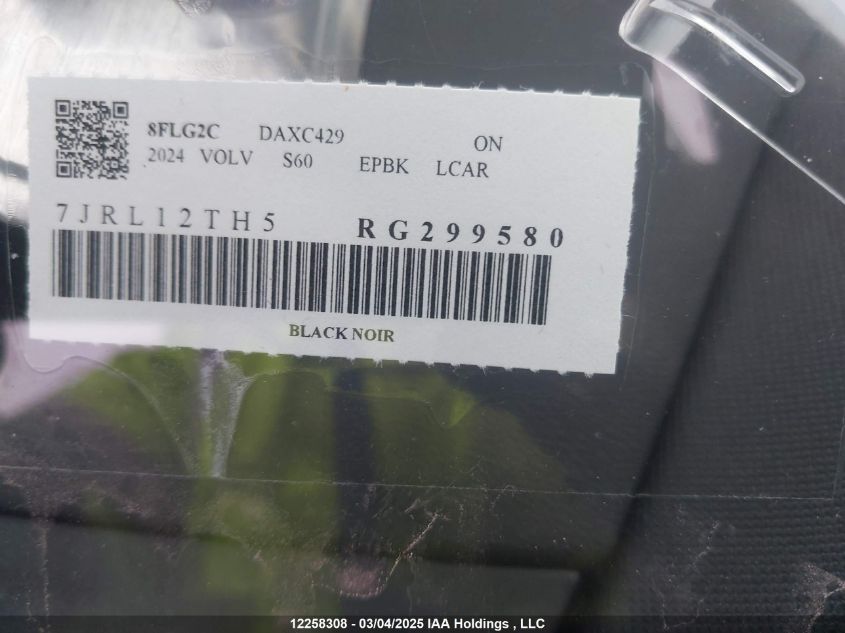 8FLG2C DAXC429 ON
2024 VOLV S60 EPBK LCAR
7JRL12TH5 RG299580
BLACK NOIR
12258308 - 03/04/2025 IAA Holdings , LLC